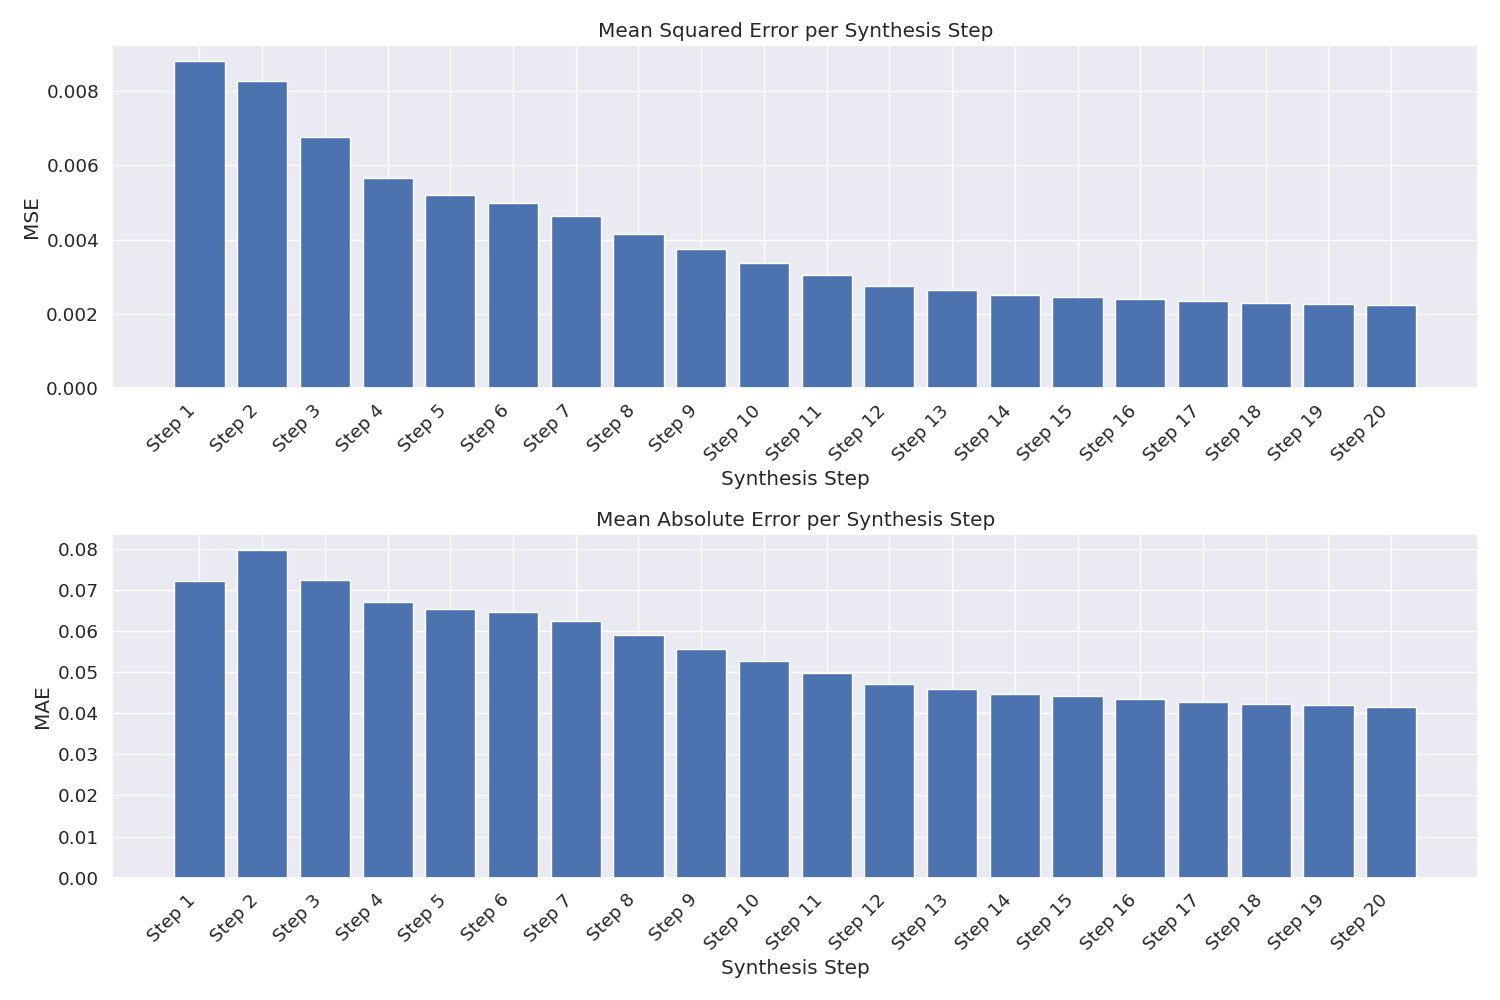 Mean Squared Error per Synthesis Step
MSE
0.008
0.006
0.004
0.002
0.000
Step 1
Step 2
Step 3
Step 4
Step 5
Step 6
Step 7
Step 8
Step 9
Step 10
Step 11
Step 12
Step 13
Step 14
Step 15
Step 16
Step 17
Step 18
Step 19
Step 20
Synthesis Step
Mean Absolute Error per Synthesis Step
MAE
0.08
0.07
0.06
0.05
0.04
0.03
0.02
0.01
0.00
Step 1
Step 2
Step 3
Step 4
Step 5
Step 6
Step 7
Step 8
Step 9
Step 10
Step 11
Step 12
Step 13
Step 14
Step 15
Step 16
Step 17
Step 18
Step 19
Step 20
Synthesis Step